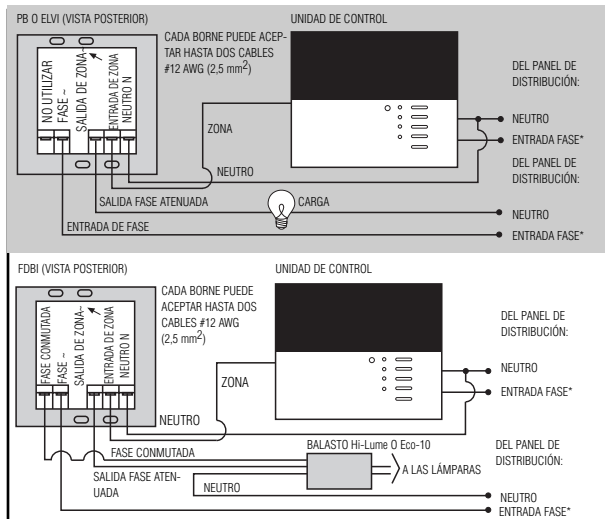 PB O ELVI (VISTA POSTERIOR)
CADA BORNE PUEDE ACEP-
TAR HASTA DOS CABLES
#12 AWG (2,5 mm2)
UNIDAD DE CONTROL
NO UTILIZAR
FASE ~
SALIDA DE ZONA~
ENTRADA DE ZONA
NEUTRO N
DEL PANEL DE
DISTRIBUCIÓN:
NEUTRO
ENTRADA FASE*
ZONA
NEUTRO
DEL PANEL DE
DISTRIBUCIÓN:
SALIDA FASE ATENUADA
CARGA
NEUTRO
ENTRADA DE FASE
ENTRADA FASE*
FDBI (VISTA POSTERIOR)
CADA BORNE PUEDE
ACEPTAR HASTA DOS
CABLES #12 AWG
(2,5 mm2)
UNIDAD DE CONTROL
FASE CONMUTADA
FASE ~
SALIDA DE ZONA~
ENTRADA DE ZONA
NEUTRO N
DEL PANEL DE
DISTRIBUCIÓN:
NEUTRO
ENTRADA FASE*
ZONA
NEUTRO
FASE CONMUTADA
BALASTO Hi-Lume O Eco-10
DEL PANEL DE
DISTRIBUCIÓN:
A LAS LÁMPARAS
SALIDA FASE ATEN-
UADA
NEUTRO
NEUTRO
ENTRADA FASE*